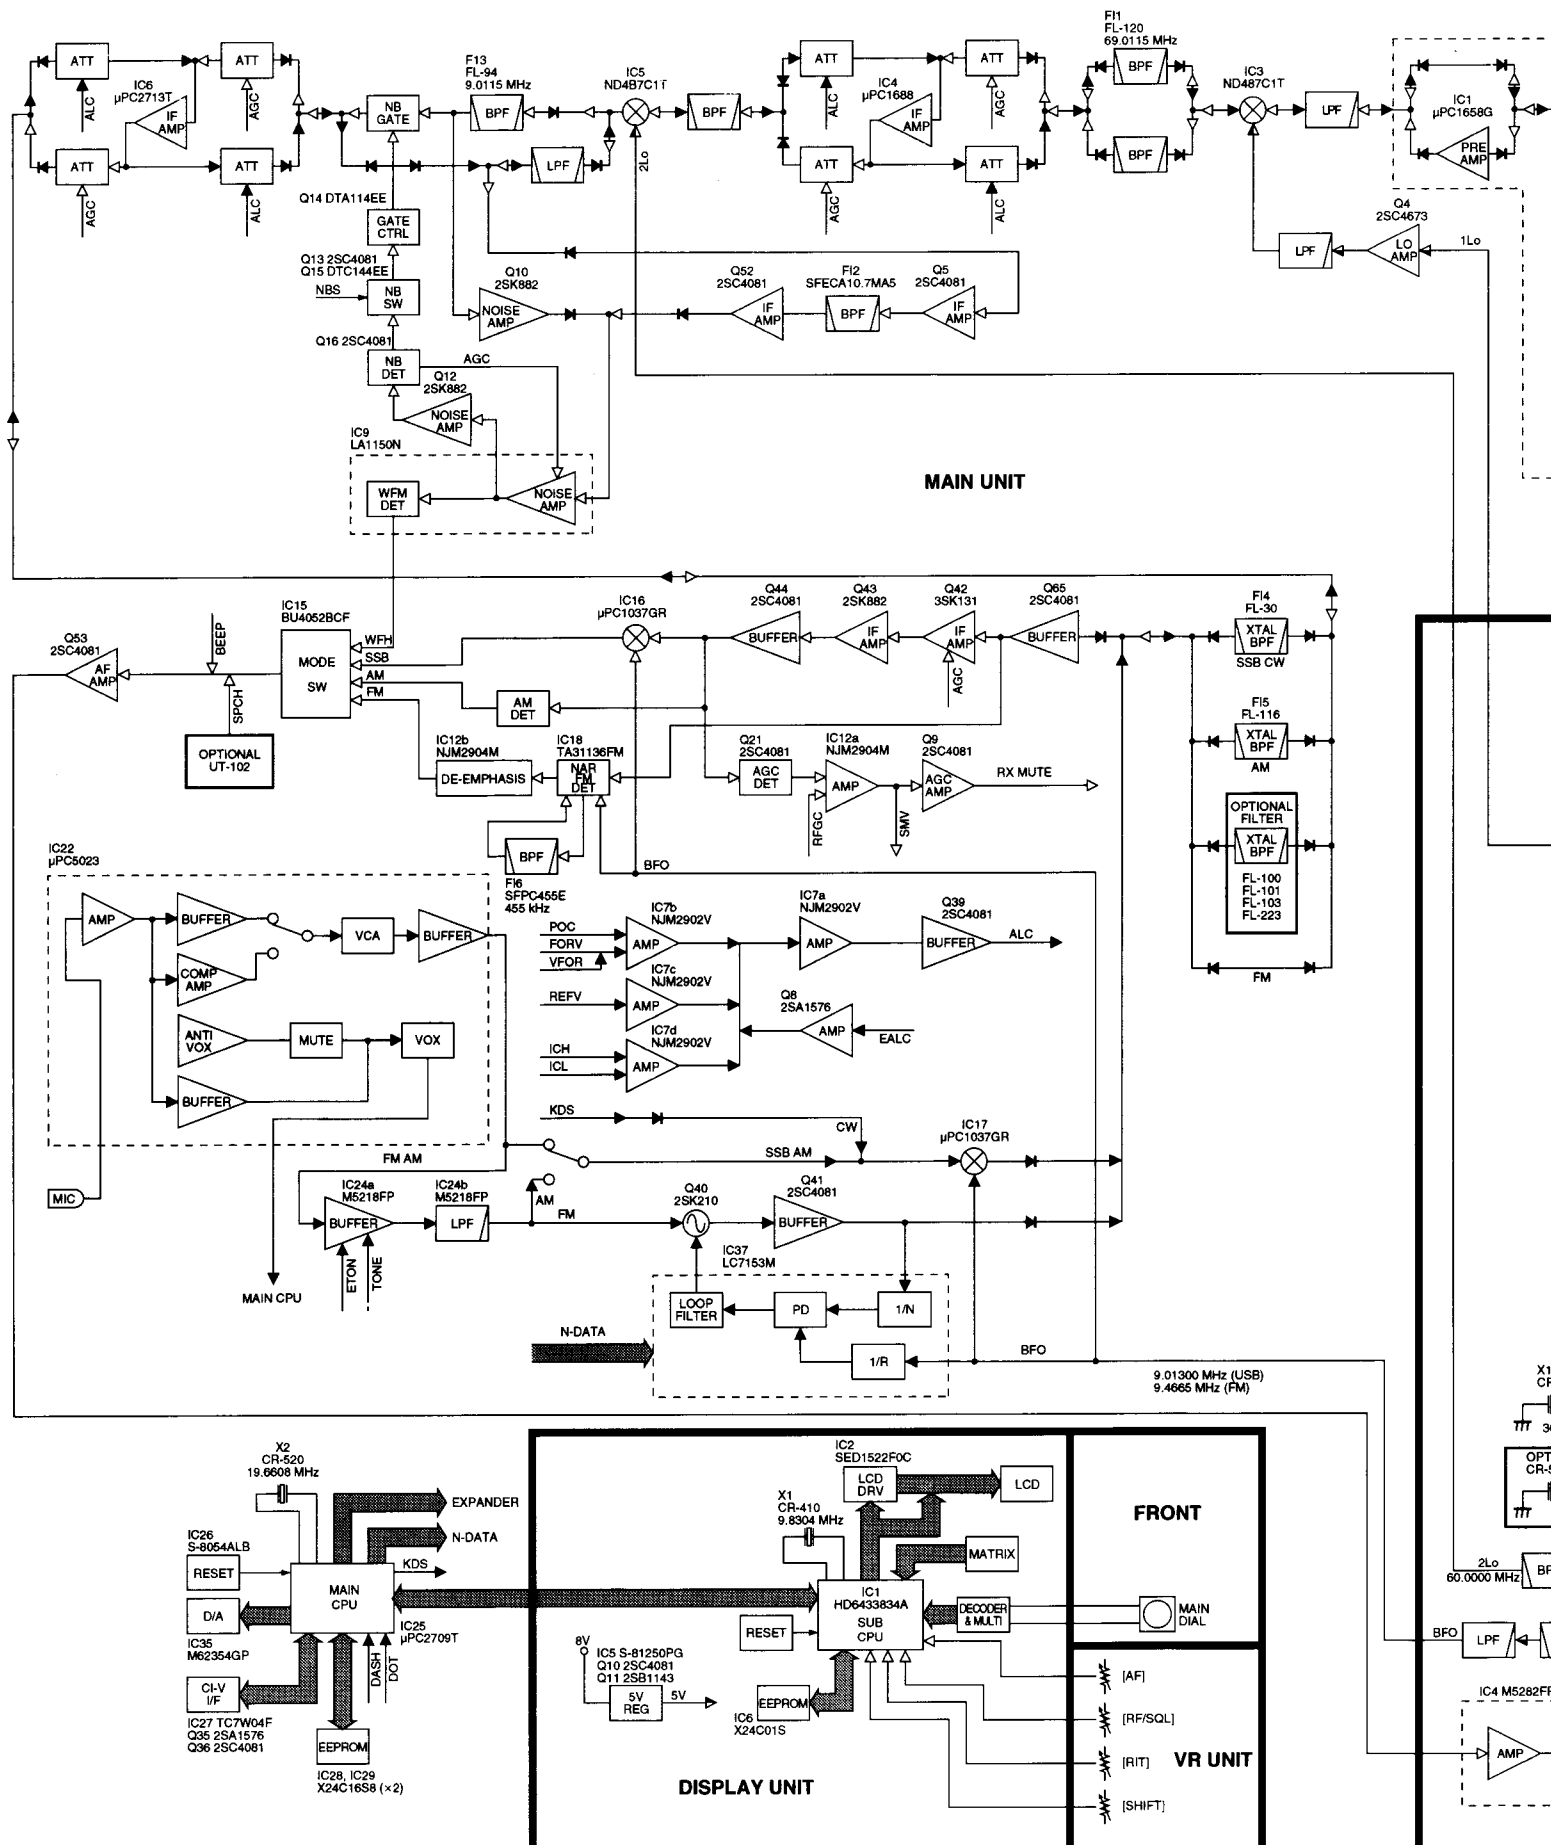 FI1
FL-120
69.0115 MHz
F13
FL-94
9.0115 MHz
IC5
ND4B7C1T
IC3
ND487C1T
ATT
IC6
µPC2713T
ATT
ATT
IC4
µPC1688
ATT
BPF
IC1
µPC1658G
ALC
IF
AMP
AGC
NB
GATE
BPF
BPF
ALC
IF
AMP
AGC
LPF
ATT
ATT
LPF
2Lo
ATT
ATT
BPF
PRE
AMP
AGC
ALC
Q14 DTA114EE
AGC
ALC
Q4
2SC4673
GATE
CTRL
LPF
LO
AMP
1Lo
Q13 2SC4081
Q15 DTC144EE
Q10
2SK882
Q52
2SC4081
FI2
SFECA10.7MA5
Q5
2SC4081
NBS
NB
SW
NOISE
AMP
IF
AMP
BPF
IF
AMP
Q16 2SC4081
NB
DET
AGC
Q12
2SK882
NOISE
AMP
IC9
LA1150N
WFM
DET
NOISE
AMP
MAIN UNIT
Q53
2SC4081
BEEP
IC15
BU4052BCF
IC16
µPC1037GR
Q44
2SC4081
Q43
2SK882
Q42
3SK131
Q65
2SC4081
FI4
FL-30
AF
AMP
MODE
SW
WFH
SSB
AM
FM
BUFFER
IF
AMP
IF
AMP
BUFFER
XTAL
BPF
SSB CW
SPCH
AM
DET
AGC
FI5
FL-116
OPTIONAL
UT-102
IC12b
NJM2904M
IC18
TA31136FM
Q21
2SC4081
IC12a
NJM2904M
Q9
2SC4081
XTAL
BPF
AM
DE-EMPHASIS
NAR
FM
DET
AGC
DET
AMP
AGC
AMP
RX MUTE
RFGC
SMV
OPTIONAL
FILTER
XTAL
BPF
FL-100
FL-101
FL-103
FL-223
FM
BPF
FI6
SFPC455E
455 kHz
BFO
IC22
µPC5023
AMP
BUFFER
VCA
BUFFER
COMP
AMP
ANTI
VOX
MUTE
VOX
BUFFER
POC
FORV
VFOR
IC7b
NJM2902V
AMP
IC7a
NJM2902V
AMP
Q39
2SC4081
BUFFER
ALC
REFV
IC7c
NJM2902V
AMP
Q8
2SA1576
AMP
EALC
ICH
ICL
IC7d
NJM2902V
AMP
KDS
CW
IC17
µPC1037GR
FM AM
SSB AM
MIC
IC24a
M5218FP
IC24b
M5218FP
AM
Q40
2SK210
Q41
2SC4081
BUFFER
LPF
FM
BUFFER
ETON
TONE
IC37
LC7153M
MAIN CPU
LOOP
FILTER
PD
1/N
N-DATA
1/R
BFO
9.01300 MHz (USB)
9.4665 MHz (FM)
X2
CR-520
19.6608 MHz
EXPANDER
N-DATA
KDS
IC26
S-8054ALB
RESET
MAIN
CPU
D/A
IC35
M62354GP
IC25
µPC2709T
DASH
DOT
CI-V
I/F
IC27 TC7W04F
Q35 2SA1576
Q36 2SC4081
EEPROM
IC28, IC29
X24C16S8 (×2)
IC2
SED1522F0C
LCD
DRV
LCD
X1
CR-410
9.8304 MHz
MATRIX
IC1
HD6433834A
SUB
CPU
DECODER
& MULTI
MAIN
DIAL
RESET
8V
IC5 S-81250PG
Q10 2SC4081
Q11 2SB1143
5V
REG
5V
EEPROM
IC6
X24C01S
DISPLAY UNIT
FRONT
[AF]
[RF/SQL]
[RIT]
[SHIFT]
VR UNIT
X1
OPT
CR-
2Lo
60.0000 MHz
BFO
LPF
IC4 M5282F
AMP